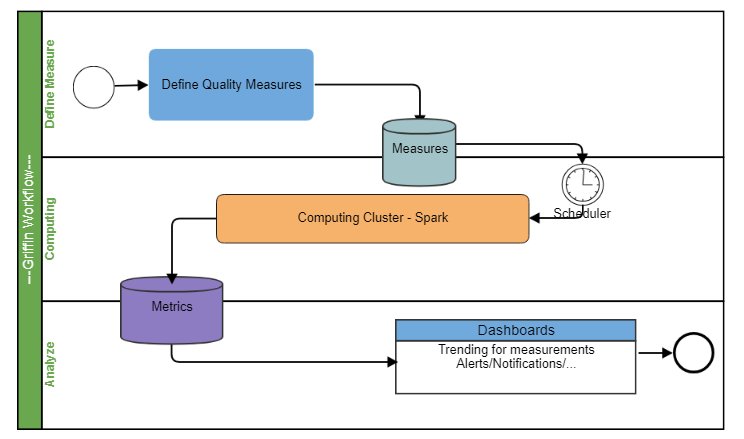 ---Griffin Workflow---
Define Measure
Define Quality Measures
Measures
Computing
Scheduler
Computing Cluster - Spark
Metrics
Analyze
Dashboards
Trending for measurements
Alerts/Notifications/...